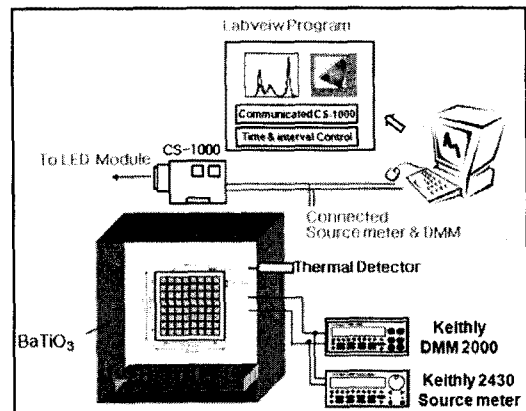 Labveiw Program
Communicated CS-1000
Time & interval Control
CS-1000
To LED Module
Connected
Source meter & DMM
Thermal Detector
BaTiO3
Keithly
DMM 2000
Keithly 2430
Source meter